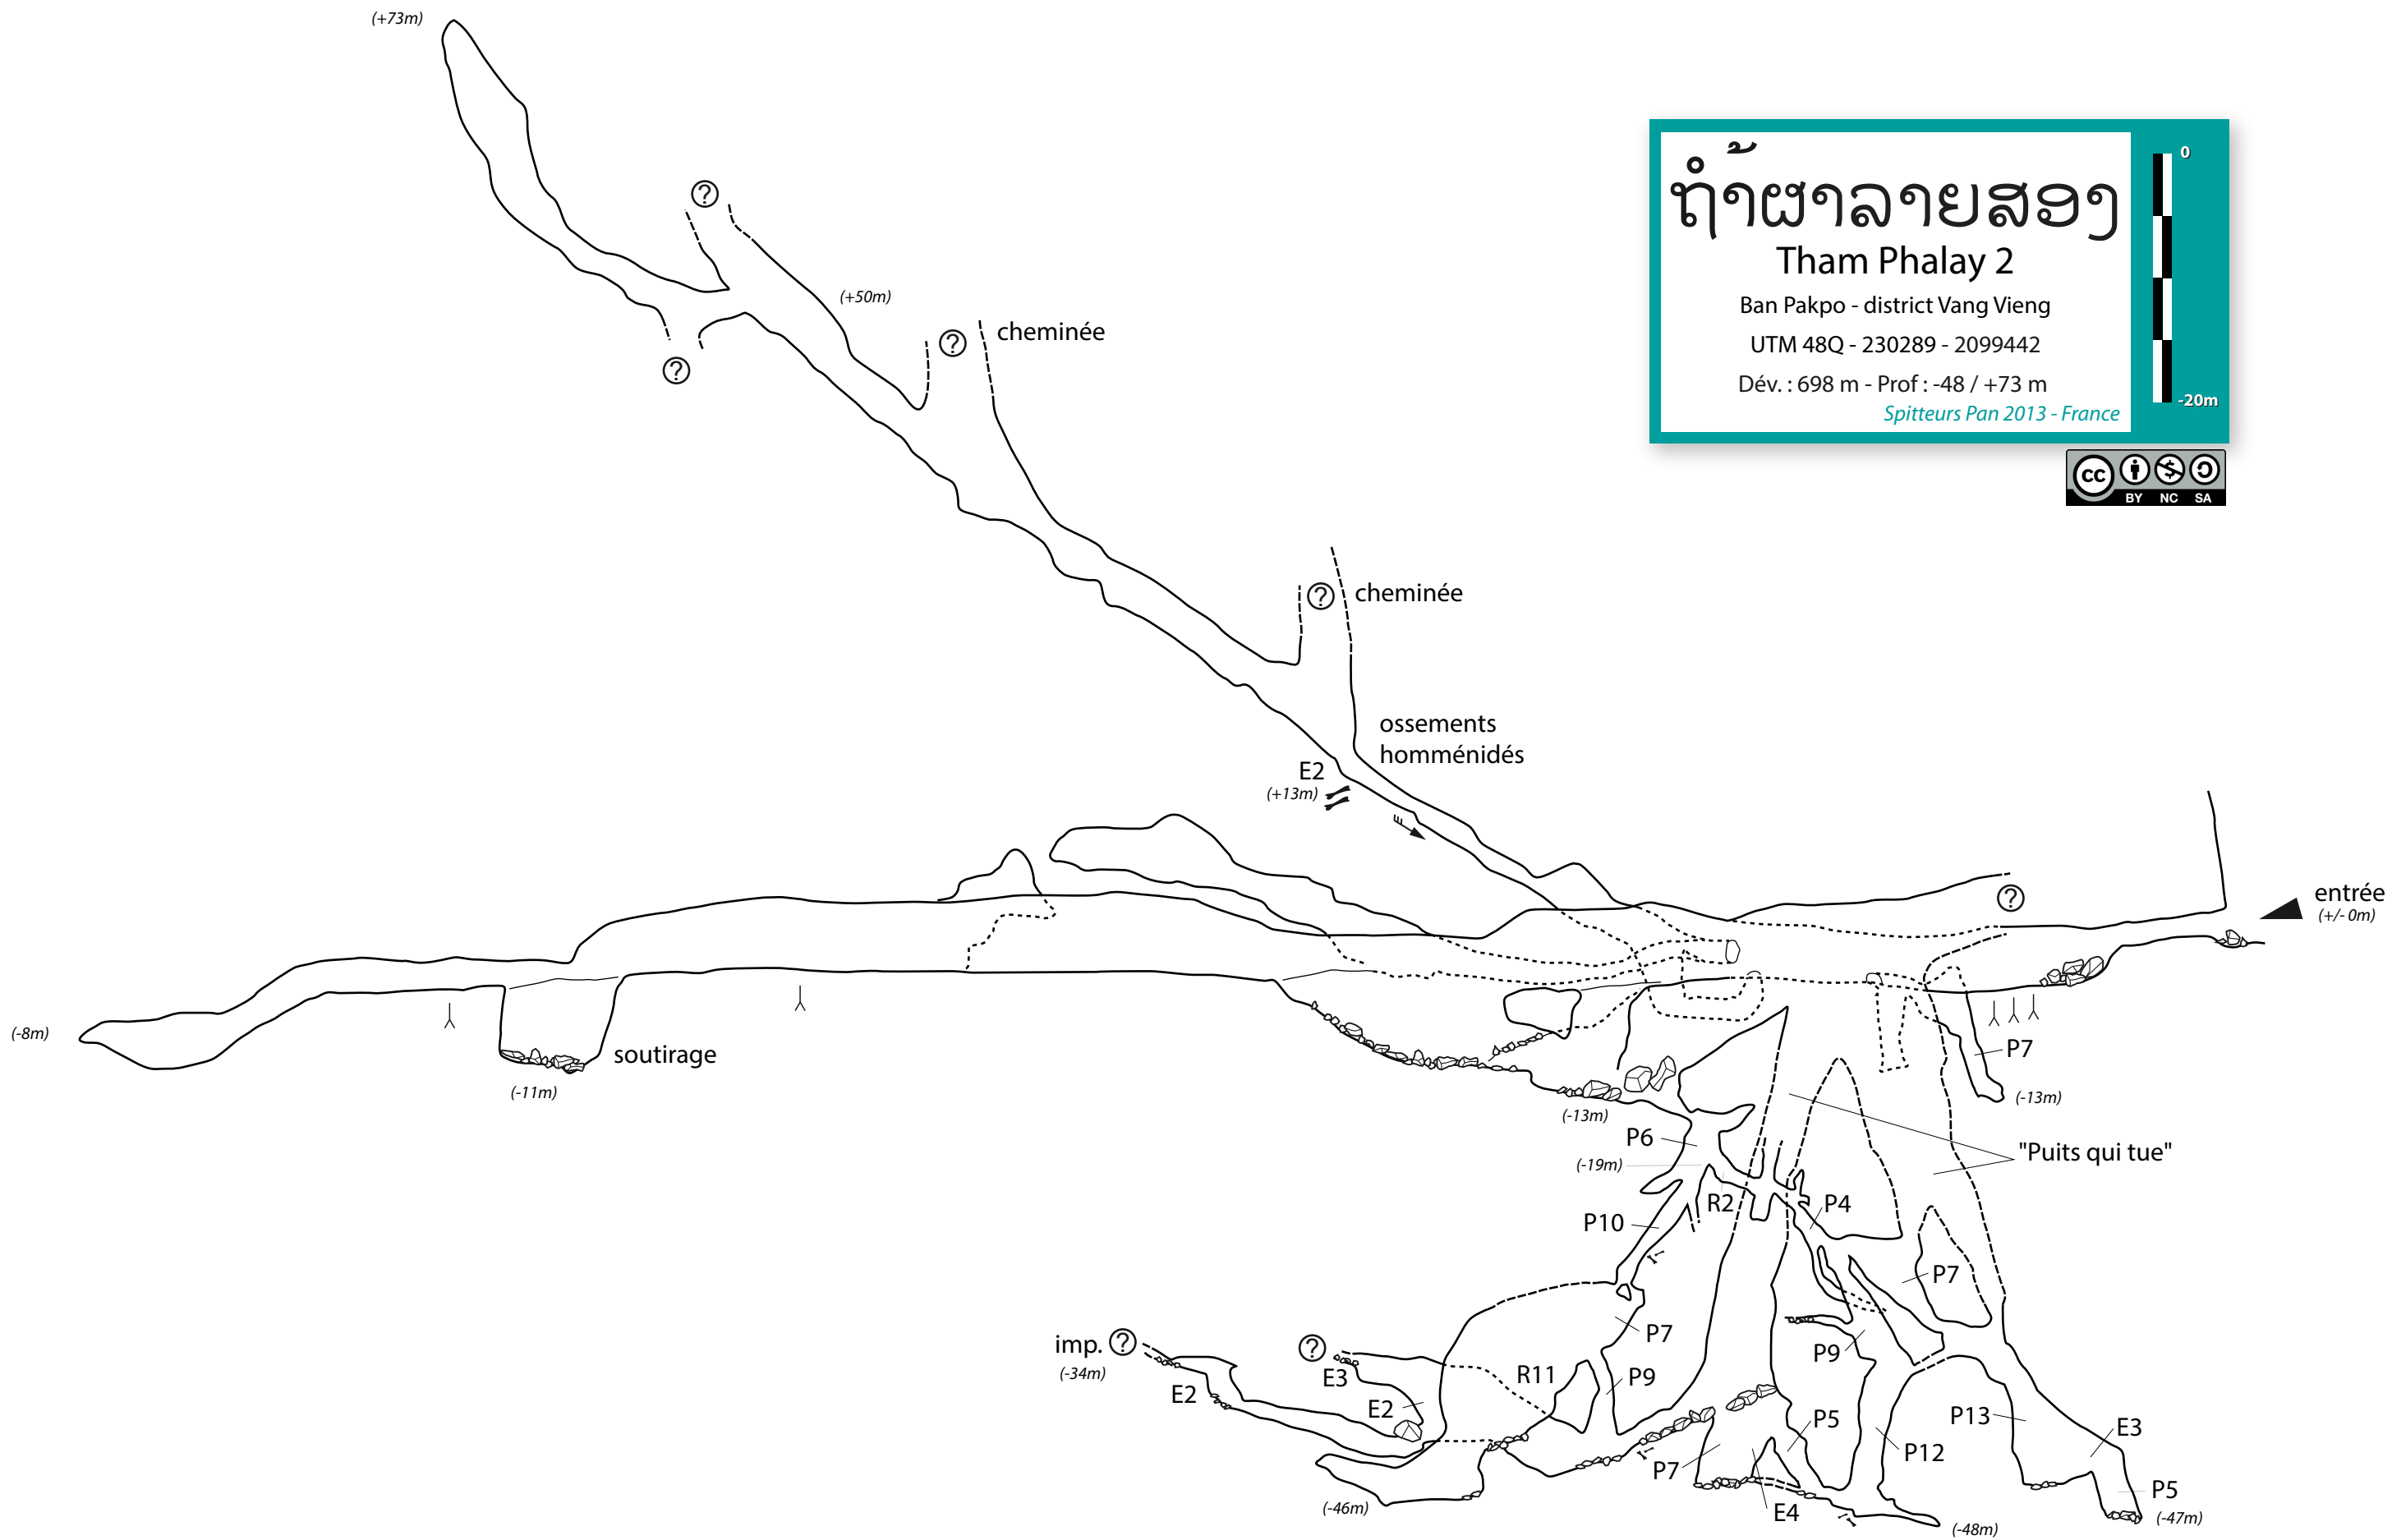 (+73m)
?
?
(+50m)
?
cheminée
?
ຖ້ຳຜາລາຍສອງ
Tham Phalay 2
Ban Pakpo - district Vang Vieng
UTM 48Q - 230289 - 2099442
Dév. : 698 m - Prof : -48 / +73 m
Spitteurs Pan 2013 - France
0
-20m
cc
BY NC SA
?
cheminée
ossements
homménidés
E2
(+13m)
?
entrée
(+/- 0m)
(-8m)
soutirage
(-11m)
P7
(-13m)
(-13m)
P6
(-19m)
"Puits qui tue"
R2
P4
P10
P7
P7
imp. ?
(-34m)
?
E3
E2
E2
R11
P9
P9
P5
P13
E3
P12
P7
P5
(-46m)
E4
(-47m)
(-48m)